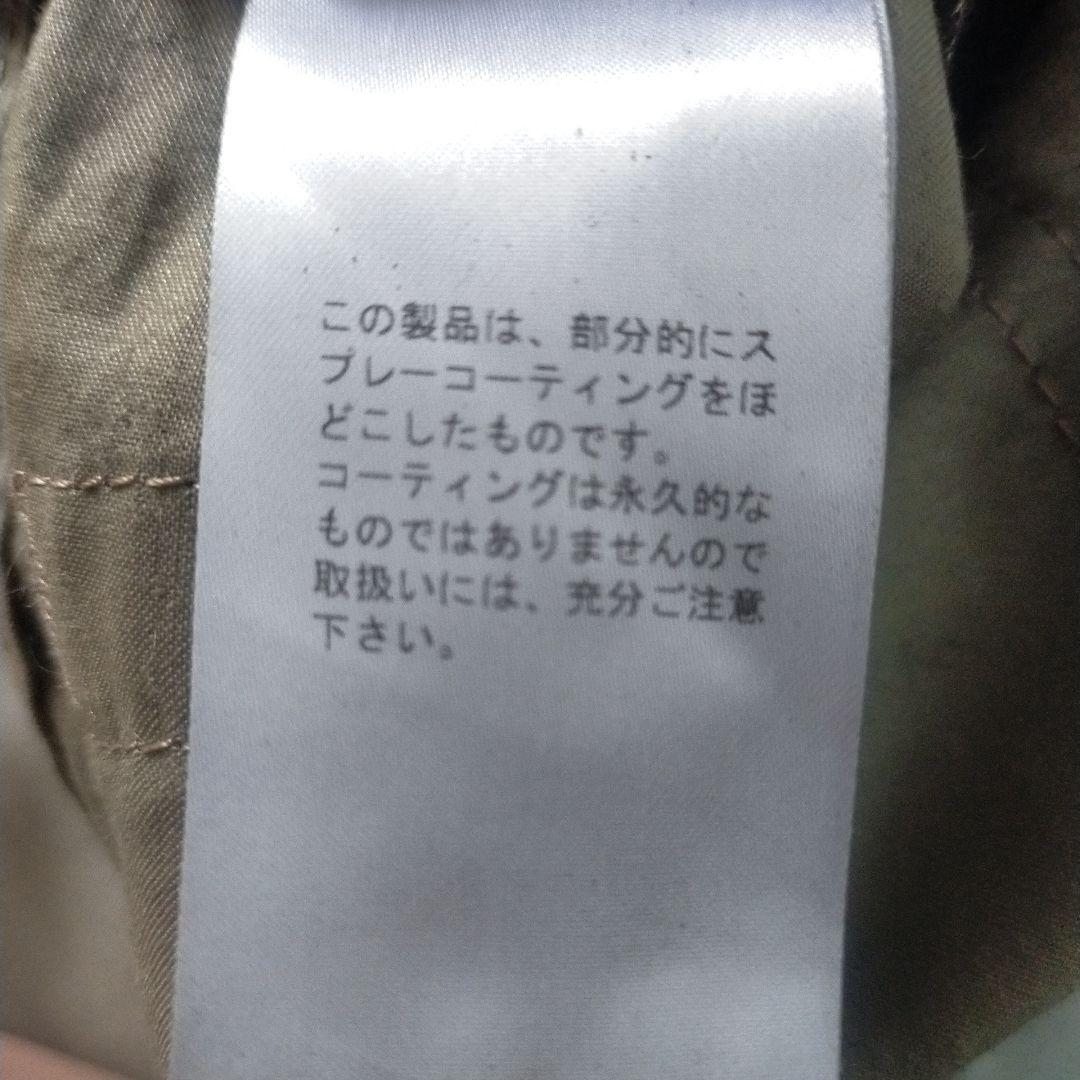 この製品は、部分的にス
プレーコーティングをほ
どこしたものです。
コーティングは永久的な
ものではありませんので
取扱いには、充分ご注意
下さい。